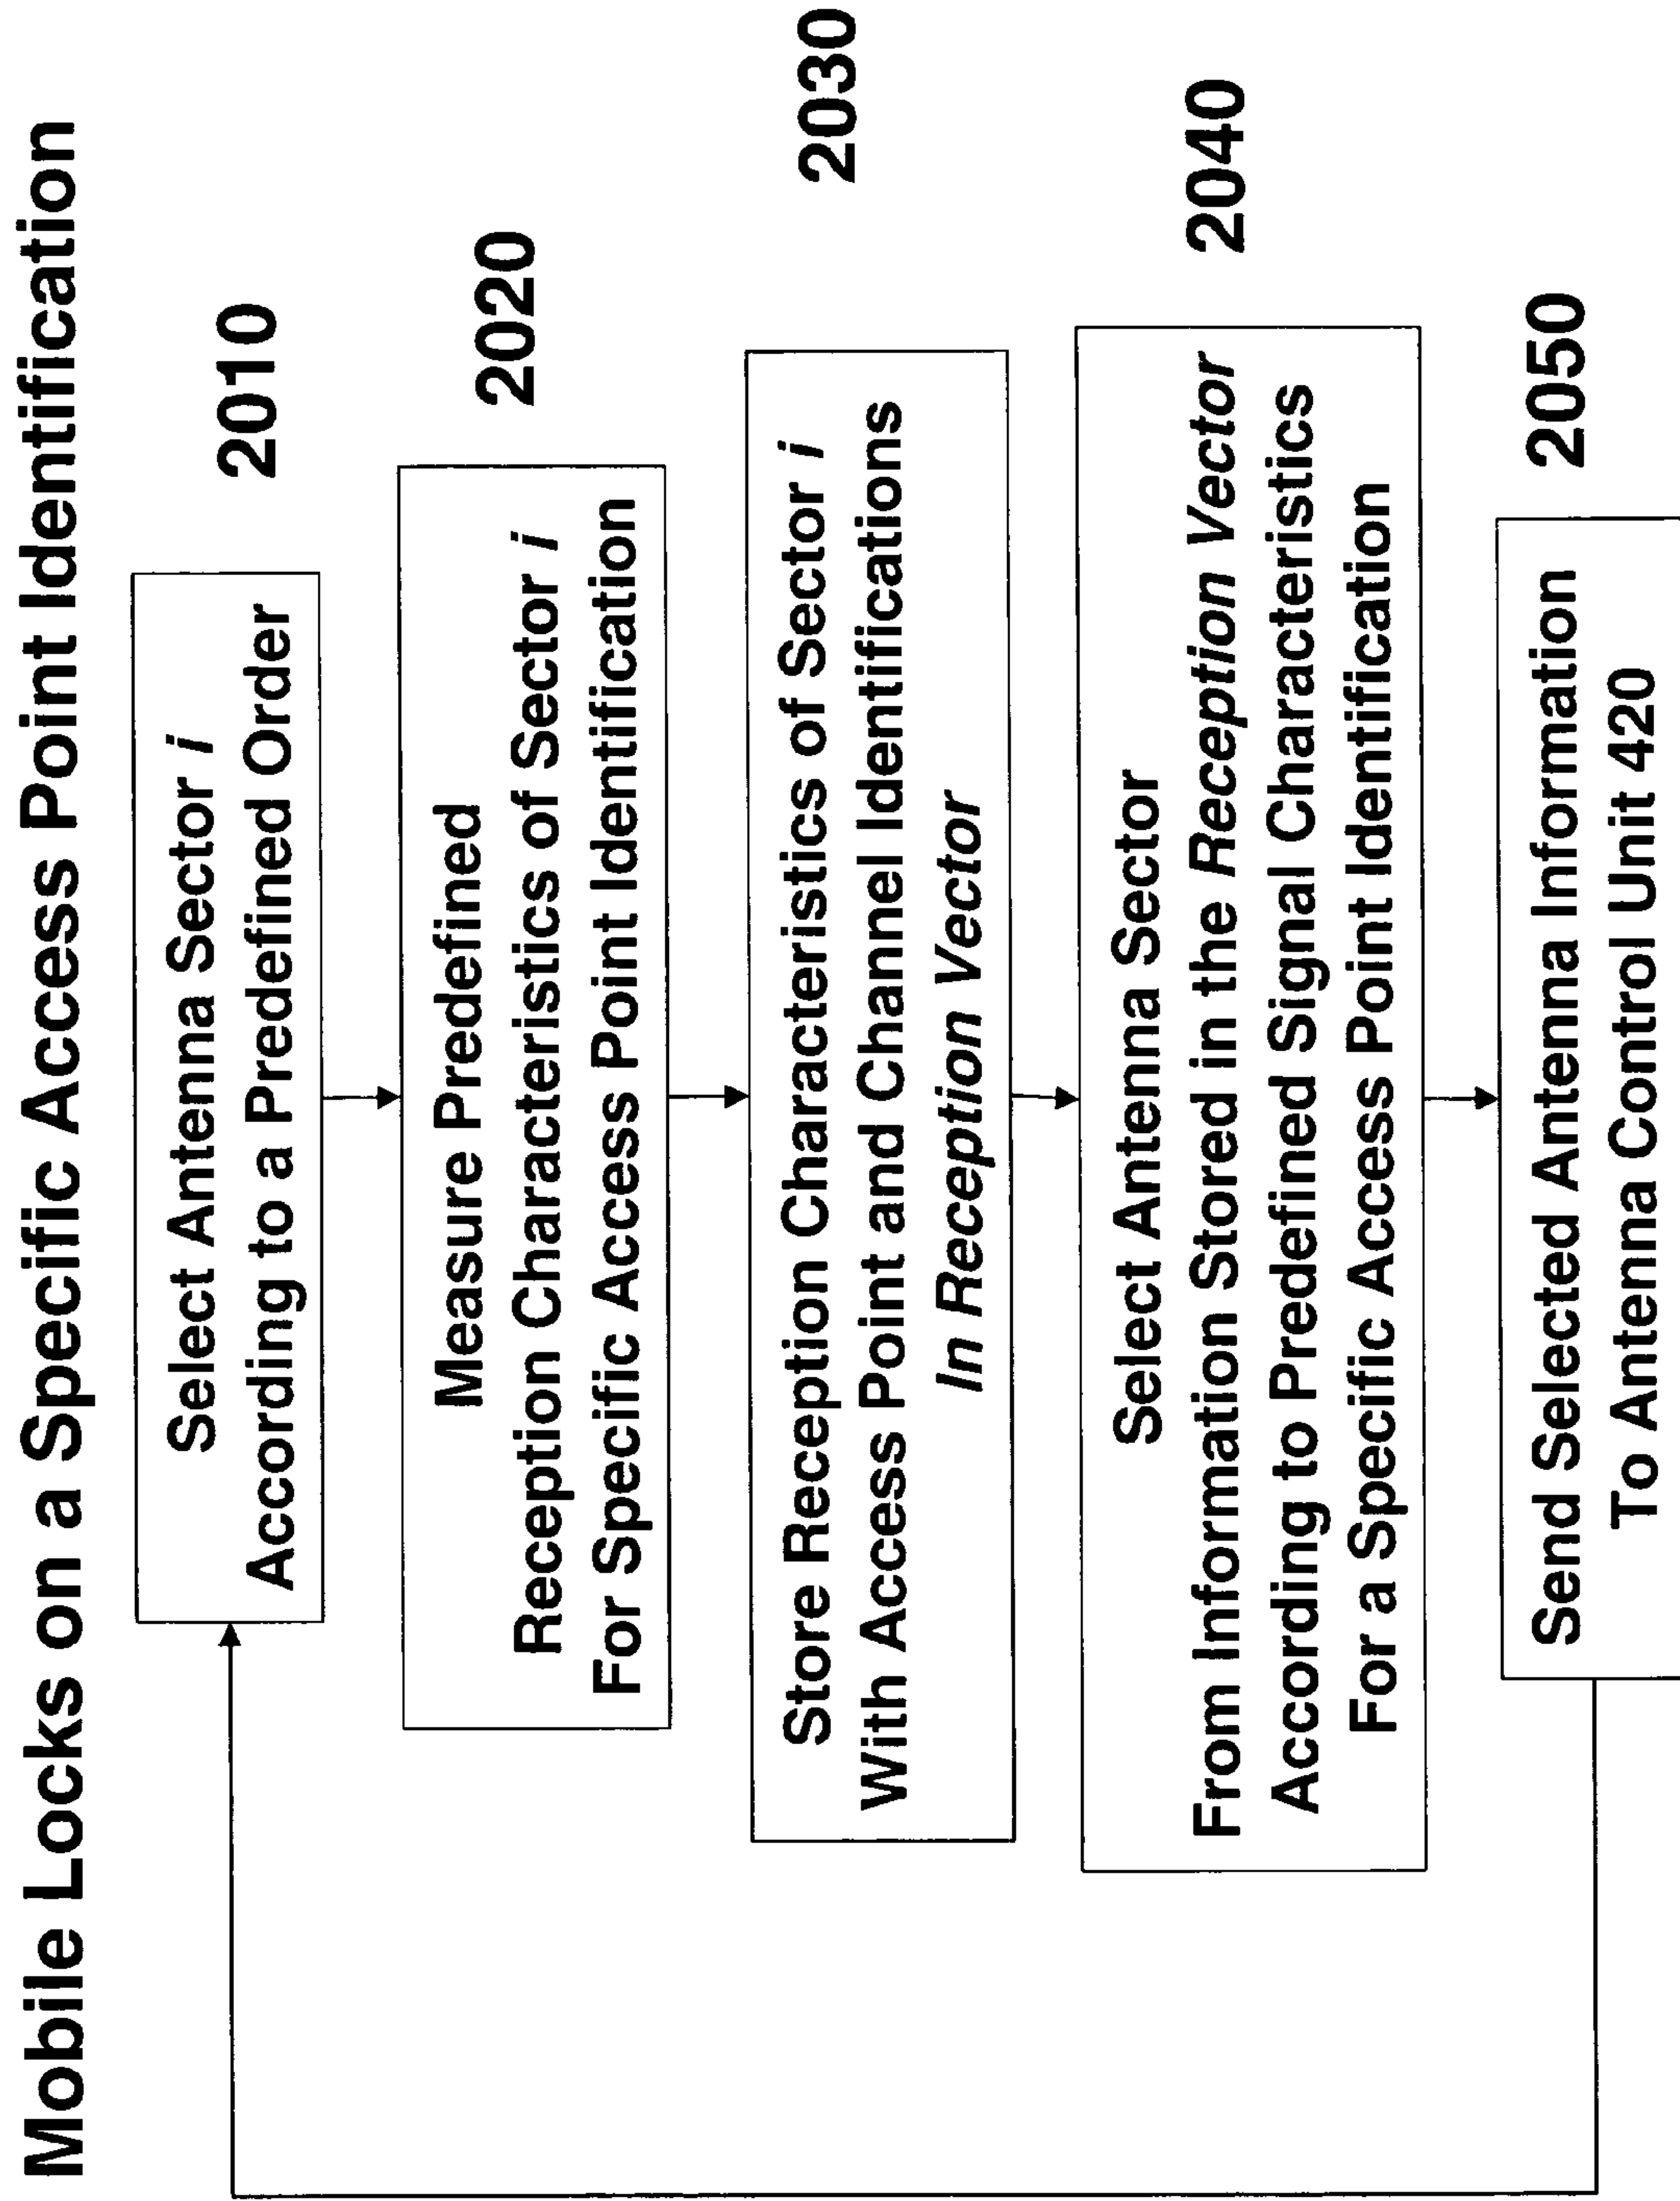 Mobile Locks on a Specific Access Point Identification
Select Antenna Sector i
According to a Predefined Order
2010
Measure Predefined
Reception Characteristics of Sector i
For Specific Access Point Identification
2020
Store Reception Characteristics of Sector i
With Access Point and Channel Identifications
In Reception Vector
2030
Select Antenna Sector
From Information Stored in the Reception Vector
According to Predefined Signal Characteristics
For a Specific Access Point Identification
2040
Send Selected Antenna Information
To Antenna Control Unit 420
2050